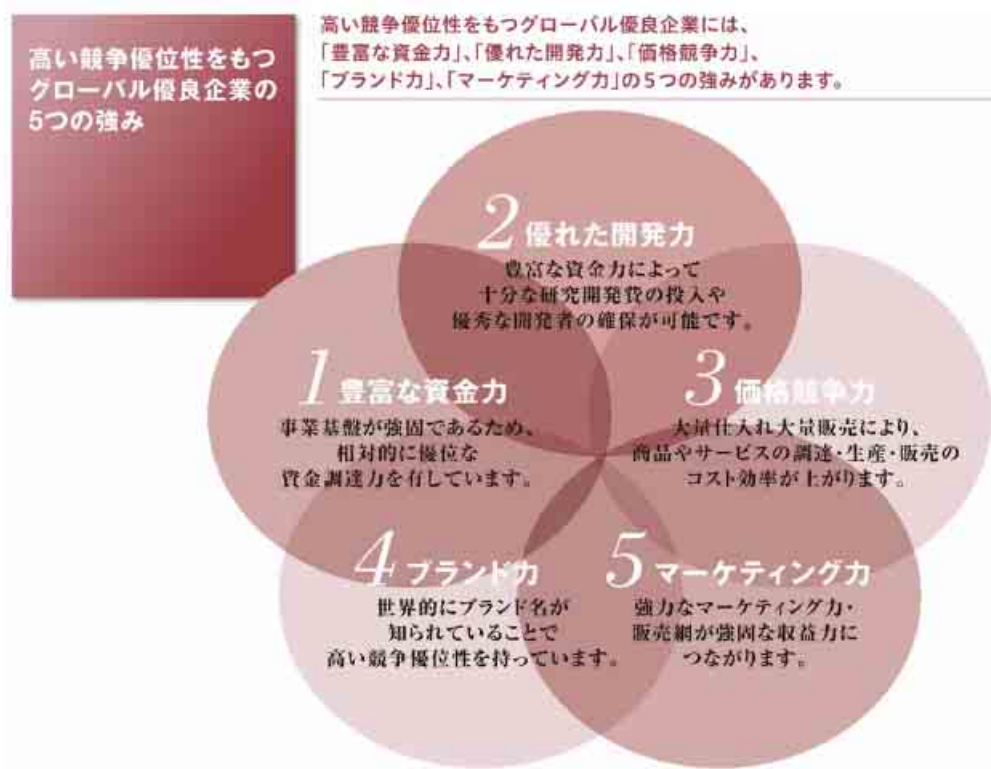 高い競争優位性をもつ
グローバル優良企業の
5つの強み
高い競争優位性をもつグローバル優良企業には、
「豊富な資金力」、「優れた開発力」、「価格競争力」、
「ブランド力」、「マーケティング力」の5つの強みがあります。
1 豊富な資金力
事業基盤が強固であるため、
相対的に優位な
資金調達力を有しています。
2 優れた開発力
豊富な資金力によって
十分な研究開発費の投入や
優秀な開発者の確保が可能です。
3 価格競争力
大量仕入れ大量販売により、
商品やサービスの調達・生産・販売の
コスト効率が上がります。
4 ブランド力
世界的にブランド名が
知られていることで
高い競争優位性を持っています。
5 マーケティング力
強力なマーケティング力・
販売網が強固な収益力に
つながります。